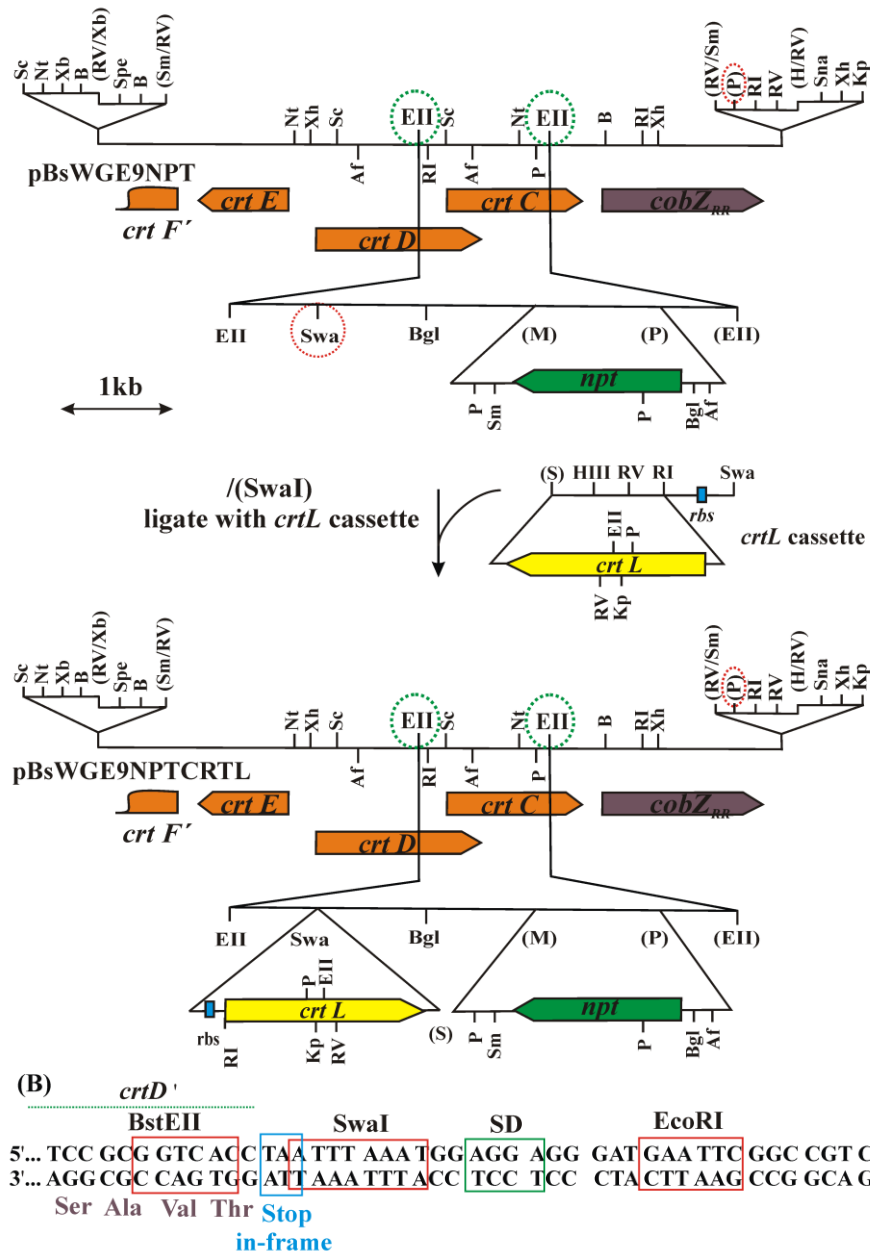 Sc Nt Xb B (RV/Xb) Spe B (Sm/RV)
(RV/Sm) (P) RI RV (H/RV) Sna Xh Kp
Nt Xh Sc EII Sc Nt EII B RI Xh
Af RI Af P
pBsWGE9NPT
crt F´ crt E crt C cobZRR
crt D
EII Swa Bgl (M) (P) (EII)
1kb
npt
P Sm P Bgl Af
/(SwaI)
ligate with crtL cassette
(S) HIII RV RI Swa
rbs
EII P
crtL cassette
crt L
RV Kp
Sc Nt Xb B (RV/Xb) Spe B (Sm/RV)
(RV/Sm) (P) RI RV (H/RV) Sna Xh Kp
Nt Xh Sc EII Sc Nt EII B RI Xh
Af RI Af P
pBsWGE9NPTCRTL
crt F´ crt E crt C cobZRR
crt D
EII Swa Bgl (M) (P) (EII)
P EII
crt L npt
rbs RI Kp RV (S) P Sm P Bgl Af
(B)
crtD '
BstEII SwaI SD EcoRI
5'... TCC GCG GTC ACC TAA ATTT AAA TGG AGG A GG GAT GAA TTC GGC CGT C
3'... AGG CGC CAG TGG ATT TAAA TTT ACC TCC T CC CTA CTT AAG CCG GCA G
Ser Ala Val Thr Stop
in-frame